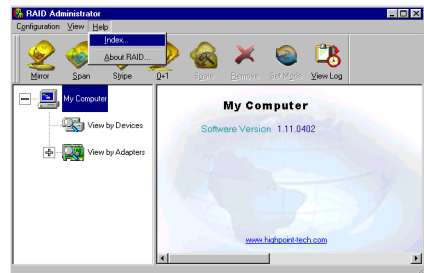 RAID Administrator
Configuration View Help
Index...
About RAID...
Mirror Span Stripe 0+1 Spare Remove Set Mode View Log
My Computer
View by Devices
View by Adapters
My Computer
Software Version 1.11.0402
www.highpoint-tech.com